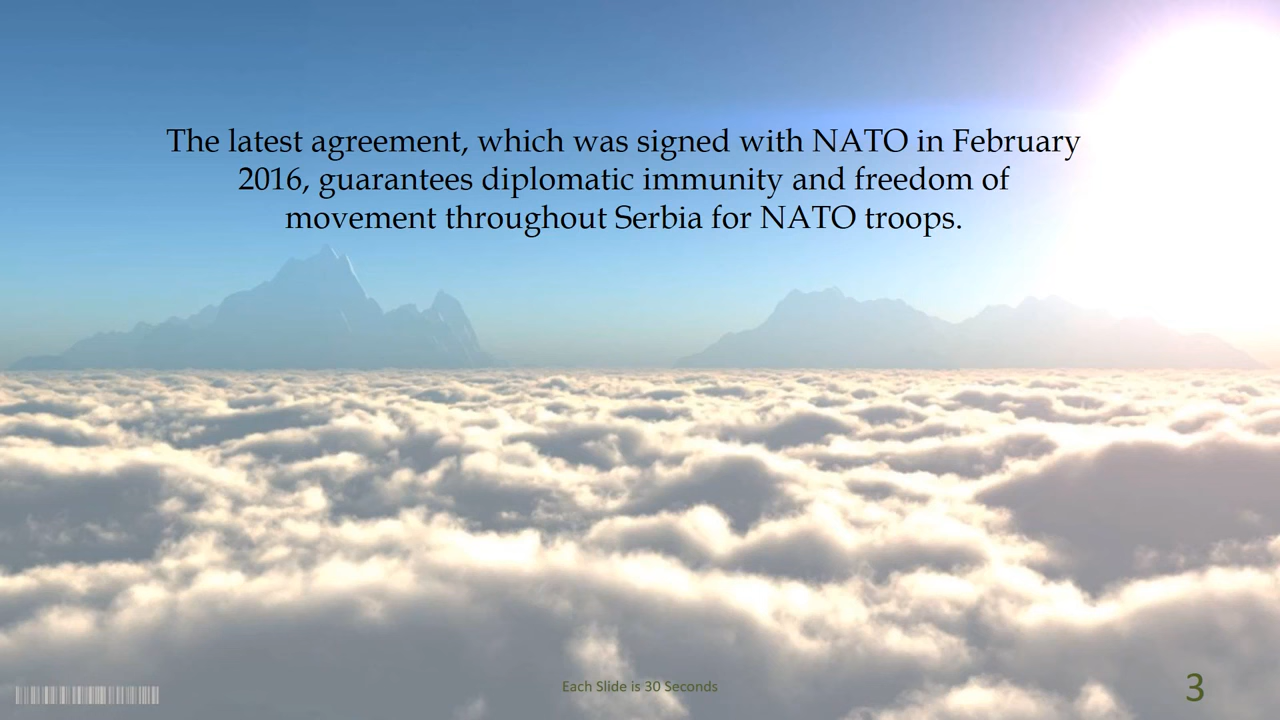 The latest agreement, which was signed with NATO in February
2016, guarantees diplomatic immunity and freedom of
movement throughout Serbia for NATO troops.
Each Slide is 30 Seconds
3